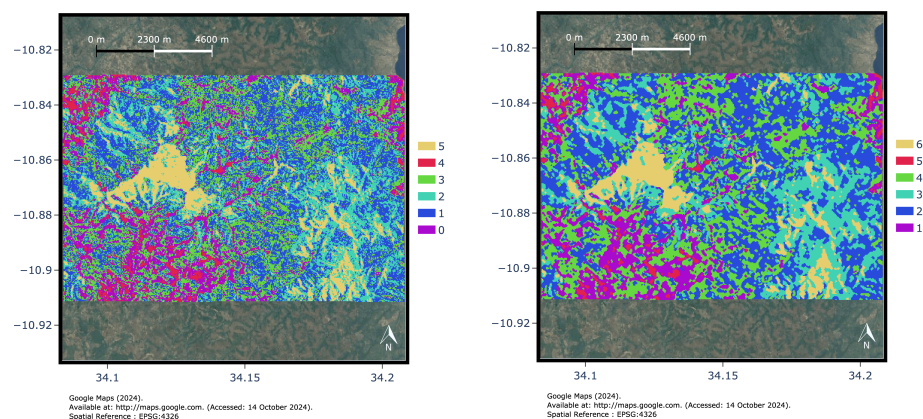 0 m 2300 m 4600 m
−10.82
−10.84
−10.86
−10.88
−10.9
−10.92
34.1 34.15 34.2
5
4
3
2
1
0
N
Google Maps (2024).
Available at: http://maps.google.com. (Accessed: 14 October 2024).
Spatial Reference : EPSG:4326
0 m 2300 m 4600 m
−10.82
−10.84
−10.86
−10.88
−10.9
−10.92
34.1 34.15 34.2
6
5
4
3
2
1
N
Google Maps (2024).
Available at: http://maps.google.com. (Accessed: 14 October 2024).
Spatial Reference : EPSG:4326